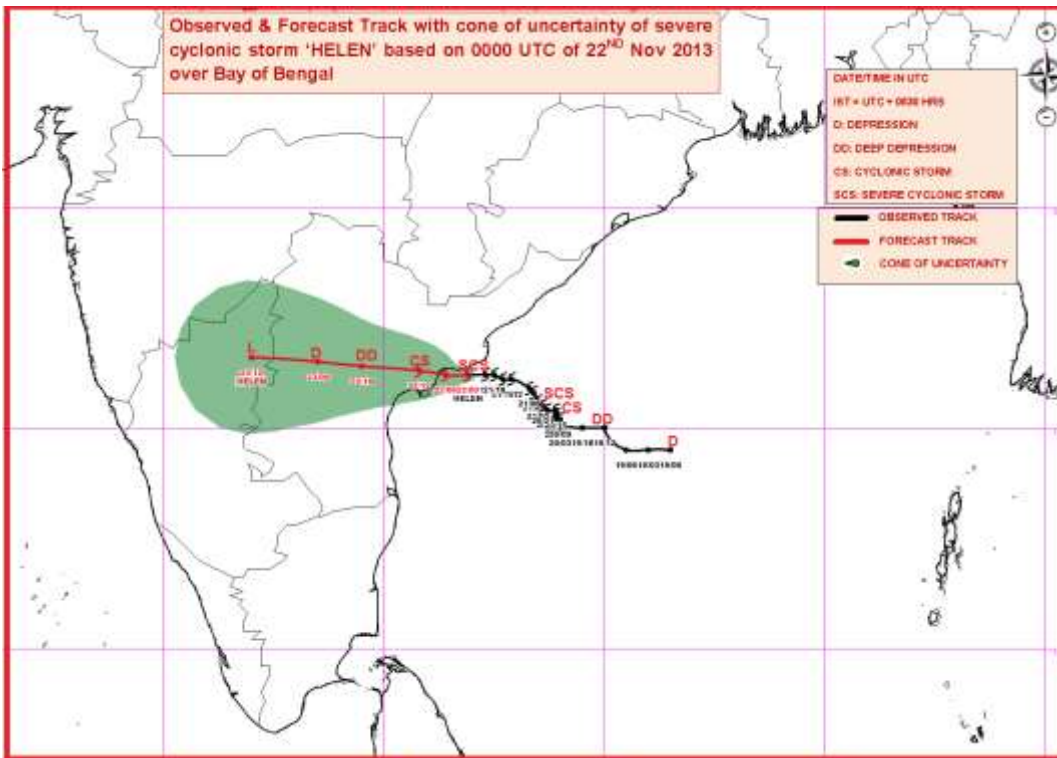 Observed & Forecast Track with cone of uncertainty of severe
cyclonic storm ‘HELEN’ based on 0000 UTC of 22ND Nov 2013
over Bay of Bengal
DATE/TIME IN UTC
IST = UTC + 0530 HRS
D: DEPRESSION
DD: DEEP DEPRESSION
CS: CYCLONIC STORM
SCS: SEVERE CYCLONIC STORM
OBSERVED TRACK
FORECAST TRACK
CONE OF UNCERTAINTY
L
D
DD
CS
SCS
HELEN
HELEN
SCS
CS
DD
D